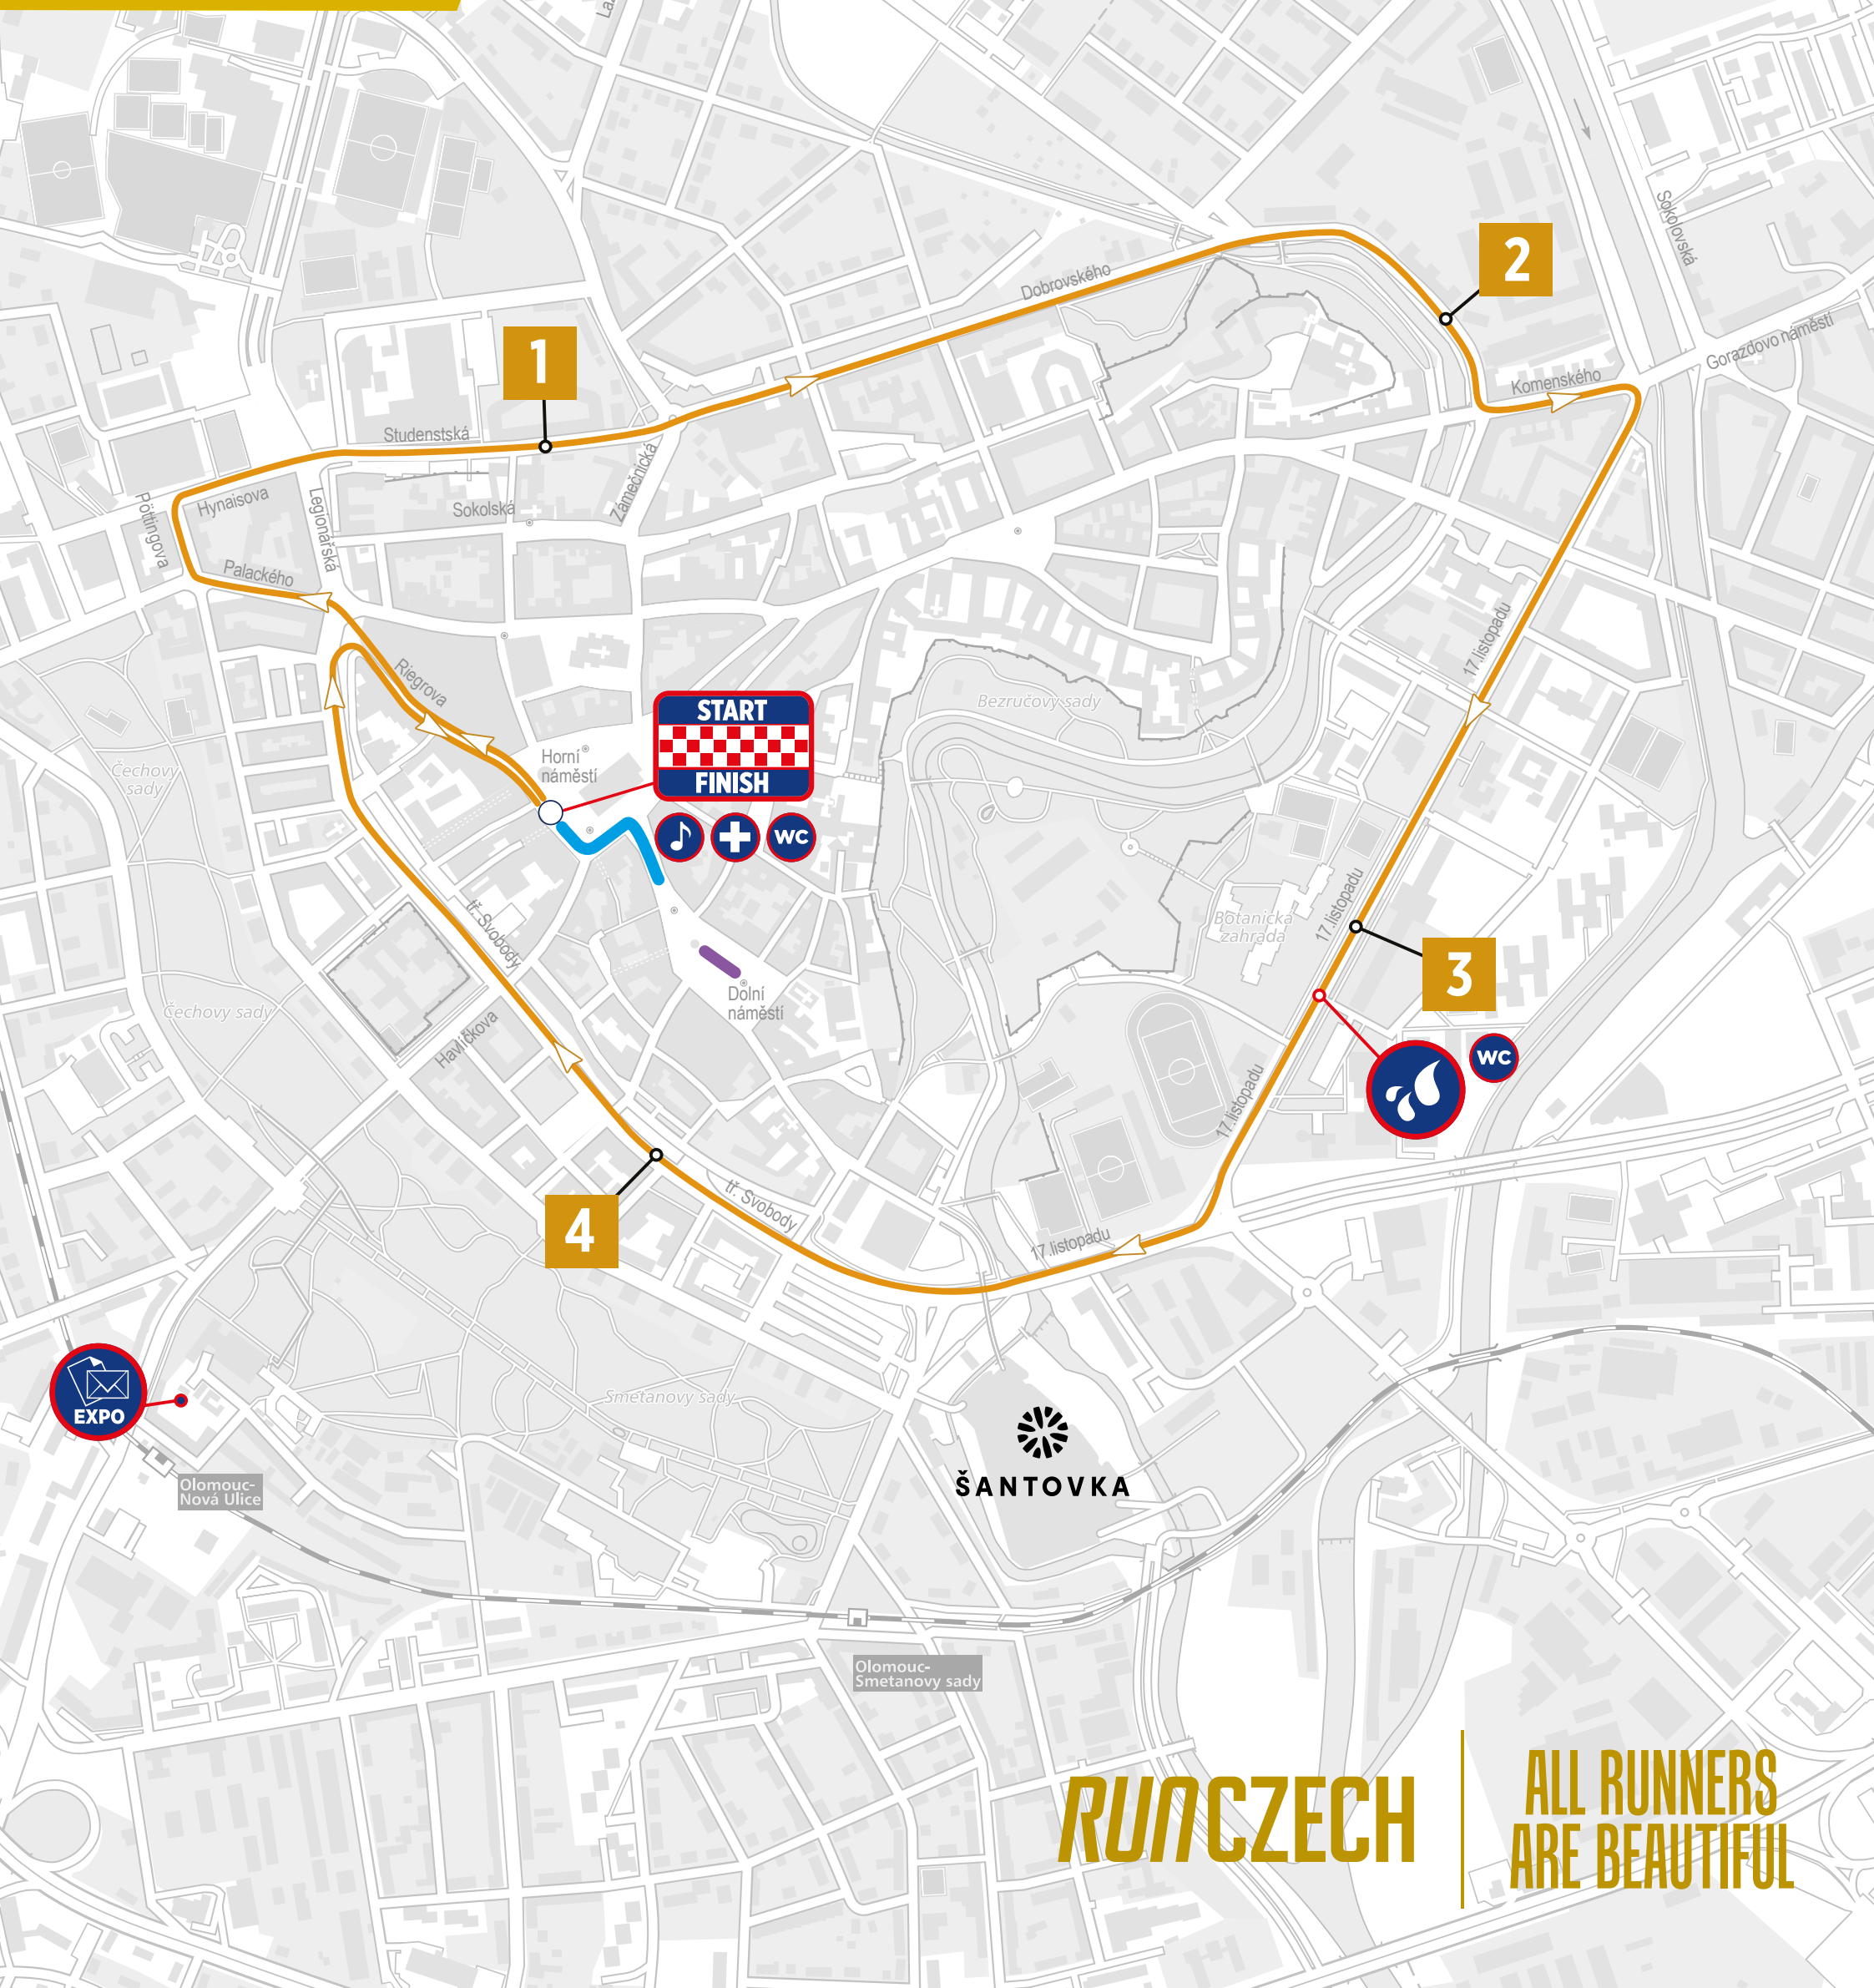 La
Sokolovská
2
Dobrovského
Gorazdovo náměstí
Komenského
1
Studenstská
Zámečnická
Hynaisova
Legionářská
Sokolská
Pöttingova
Palackého
17.listopadu
Riegrova
START
FINISH
Bezručovy sady
Horní
náměstí
Čechovy
sady
WC
17.listopadu
Botanická
zahrada
tř. Svobody
3
Dolní
náměstí
Čechovy sady
Havlíčkova
WC
17.listopadu
4
tř. Svobody
17.listopadu
EXPO
Smetanovy sady
ŠANTOVKA
Olomouc-
Nová Ulice
Olomouc-
Smetanovy sady
RUNCZECH
ALL RUNNERS
ARE BEAUTIFUL